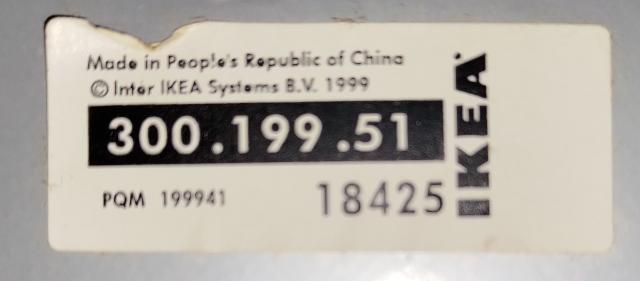 Made in People's Republic of China
© Inter IKEA Systems B.V. 1999
300.199.51
PQM 199941
18425
IKEA